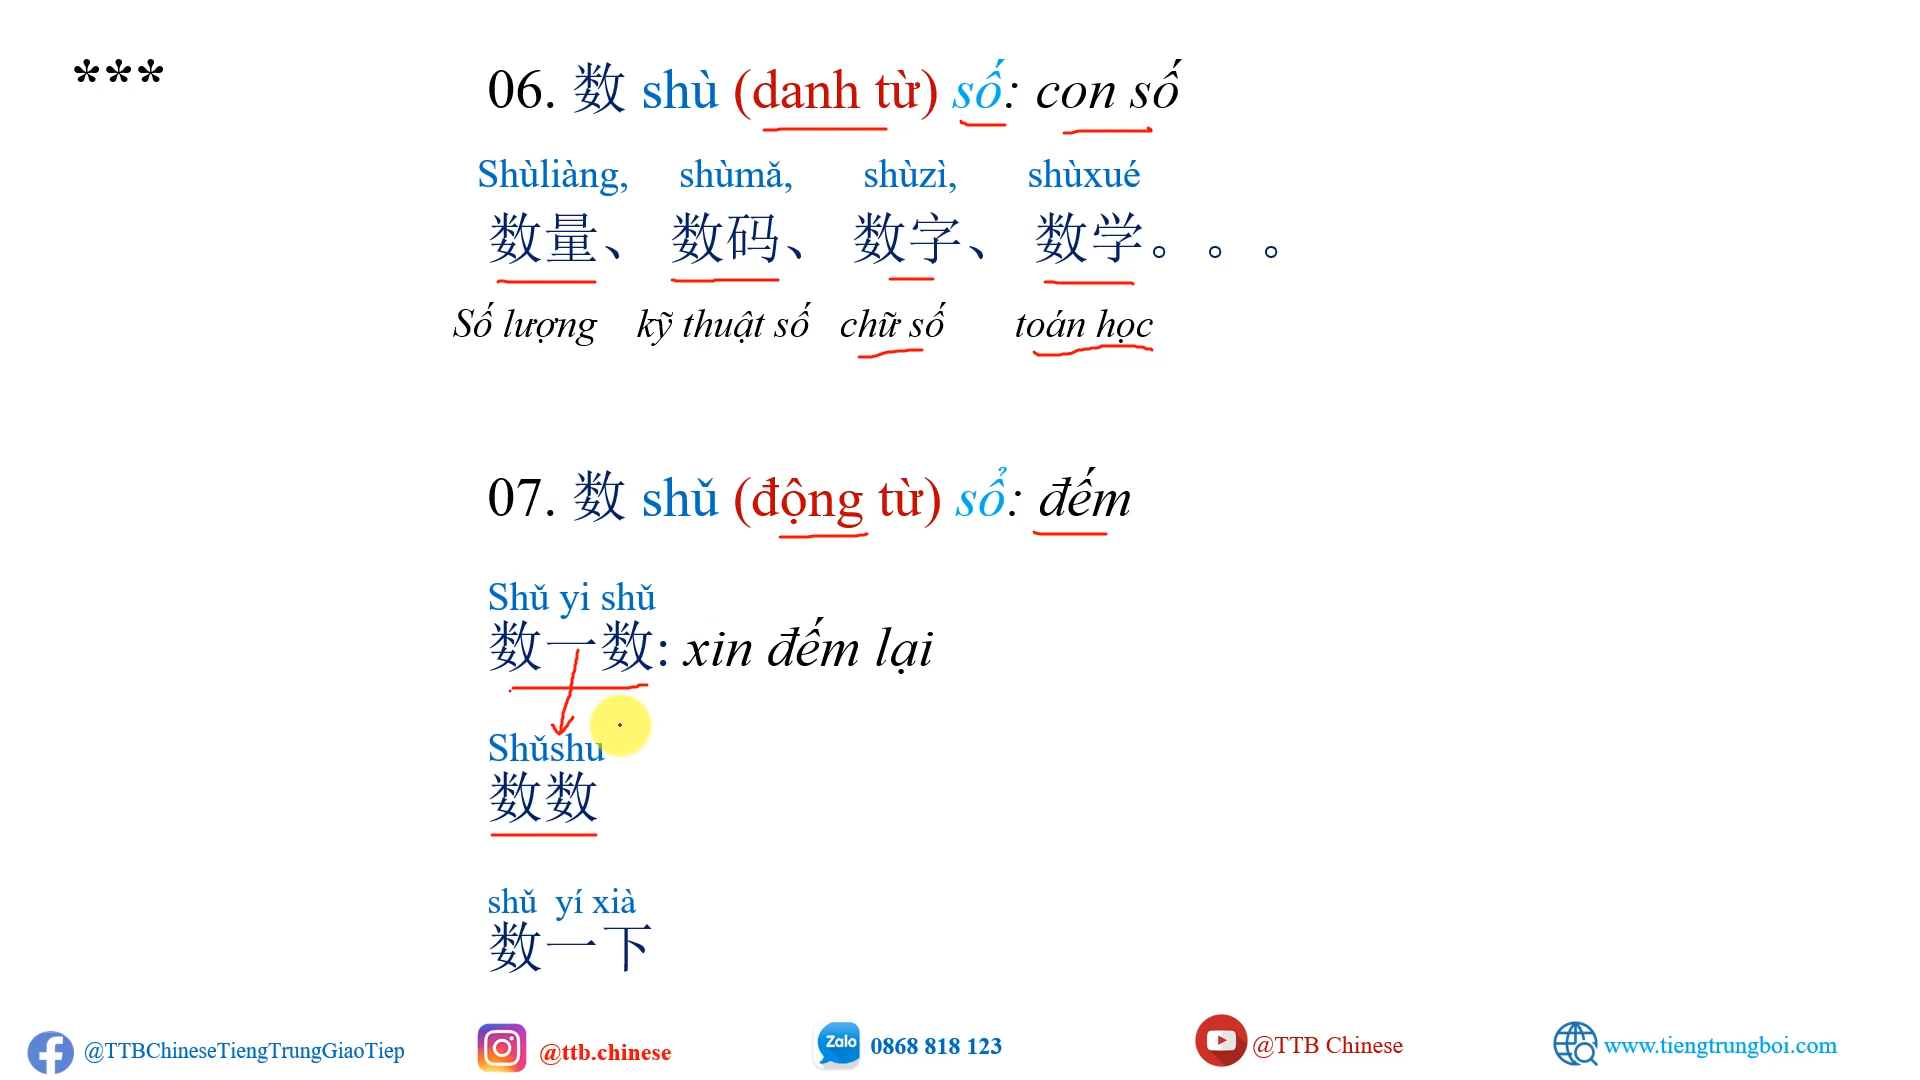 ***
06. 数 shù (danh từ) số: con số
Shùliàng, shùmǎ, shùzì, shùxué
数量、 数码、 数字、 数学。。。
Số lượng kỹ thuật số chữ số toán học
07. 数 shǔ (động từ) sổ: đếm
Shǔ yi shǔ
数一数: xin đếm lại
Shǔshu
数数
shǔ yí xià
数一下
@TTBChineseTiengTrungGiaoTiep @ttb.chinese Zalo 0868 818 123 @TTB Chinese www.tiengtrungboi.com